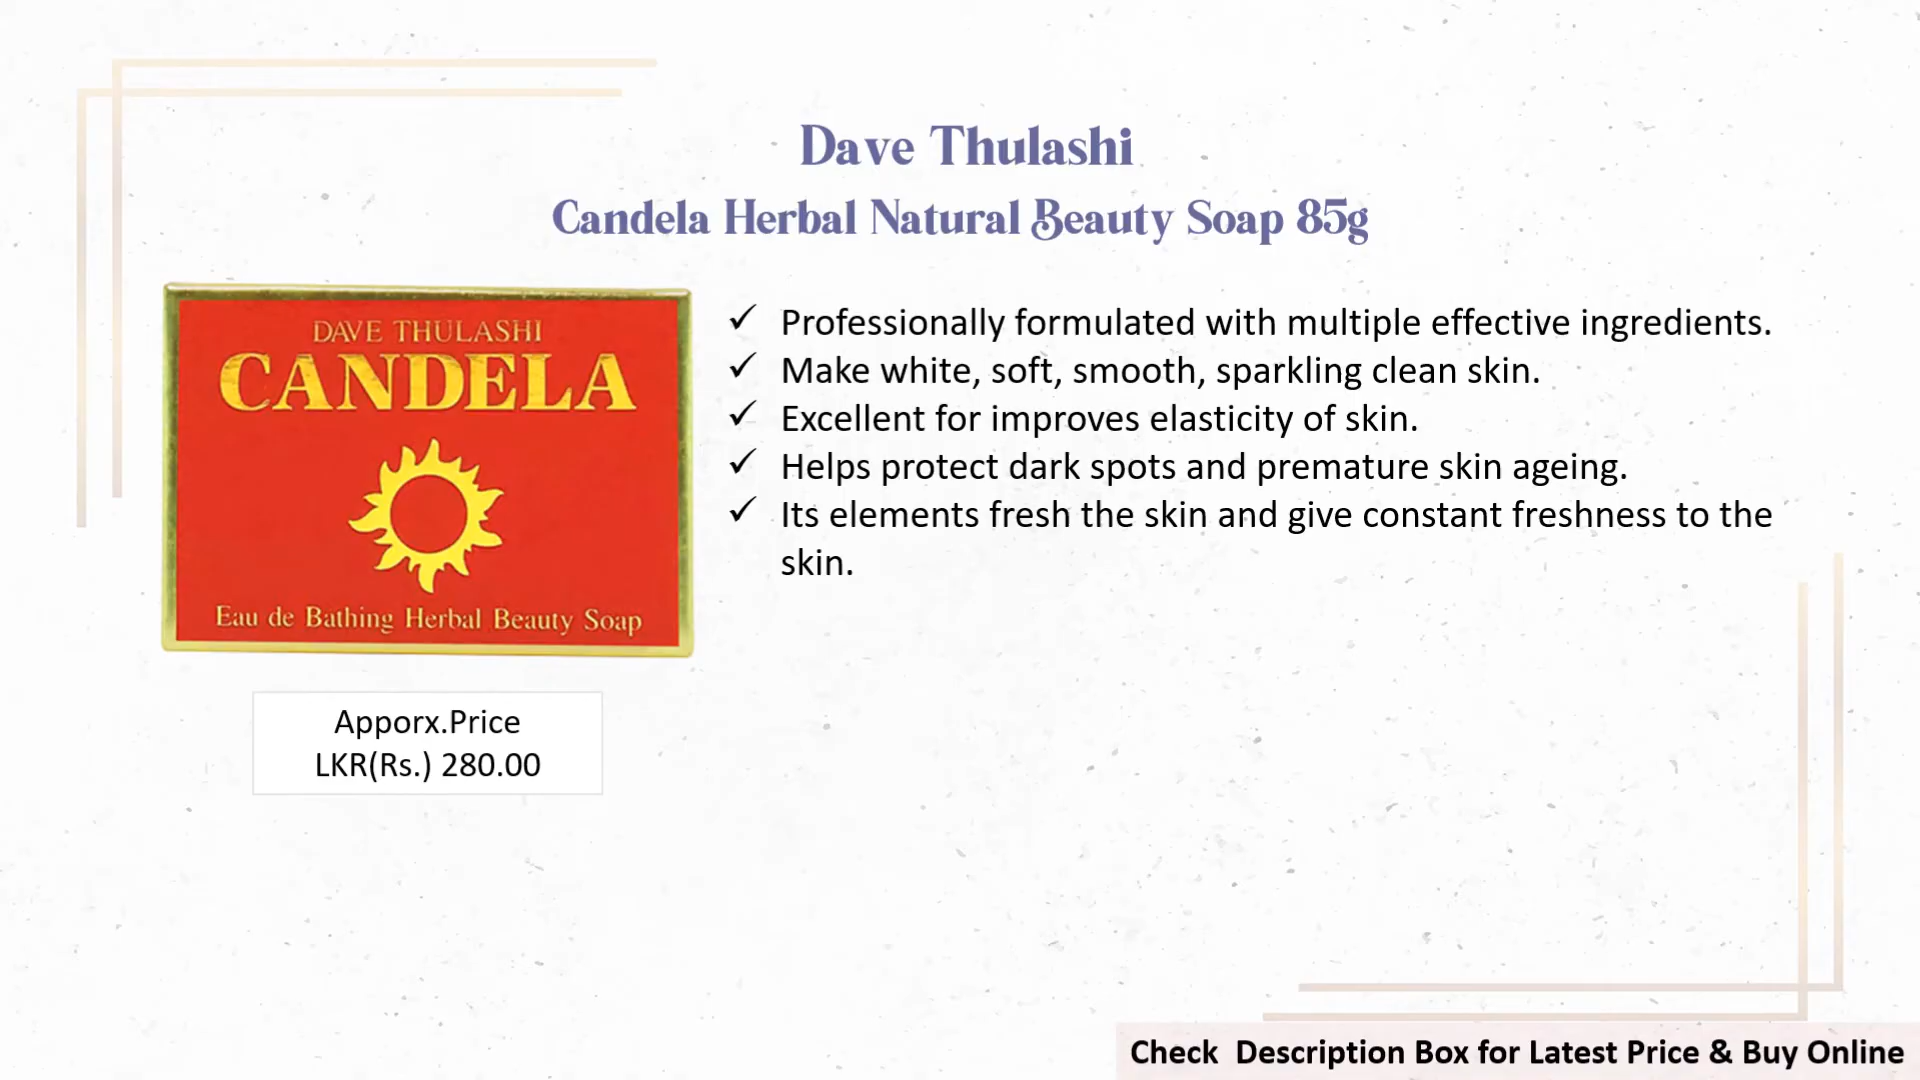 Dave Thulashi
Candela Herbal Natural Beauty Soap 85g
DAVE THULASHI
CANDELA
Eau de Bathing Herbal Beauty Soap
✓ Professionally formulated with multiple effective ingredients.
✓ Make white, soft, smooth, sparkling clean skin.
✓ Excellent for improves elasticity of skin.
✓ Helps protect dark spots and premature skin ageing.
✓ Its elements fresh the skin and give constant freshness to the
skin.
Apporx.Price
LKR(Rs.) 280.00
Check Description Box for Latest Price & Buy Online